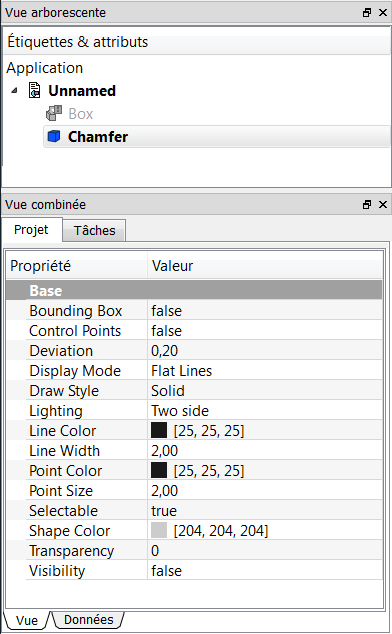 Vue arborescente
Étiquettes & attributs
Application
Unnamed
Box
Chamfer
Vue combinée
Projet Tâches
Propriété Valeur
Base
Bounding Box false
Control Points false
Deviation 0,20
Display Mode Flat Lines
Draw Style Solid
Lighting Two side
Line Color [25, 25, 25]
Line Width 2,00
Point Color [25, 25, 25]
Point Size 2,00
Selectable true
Shape Color [204, 204, 204]
Transparency 0
Visibility false
Vue Données